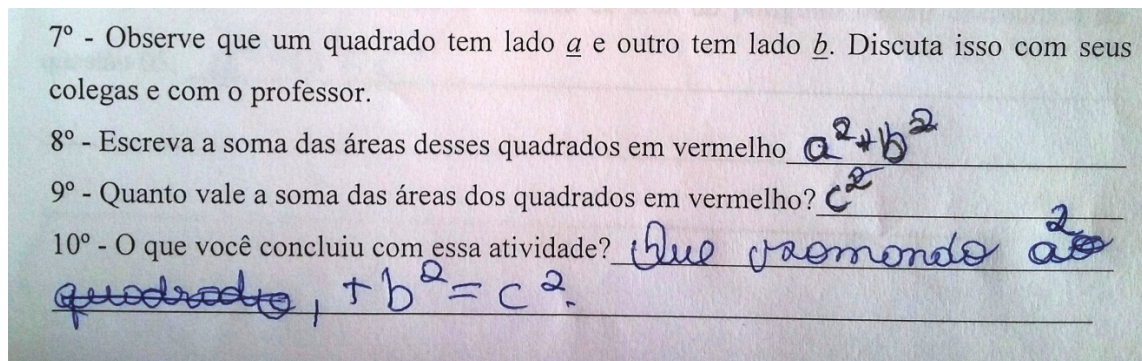 7º - Observe que um quadrado tem lado a e outro tem lado b. Discuta isso com seus
colegas e com o professor.
8º - Escreva a soma das áreas desses quadrados em vermelho a²+b²
9º - Quanto vale a soma das áreas dos quadrados em vermelho? c²
10º - O que você concluiu com essa atividade? Que somando a²
quadrado, + b² = c².